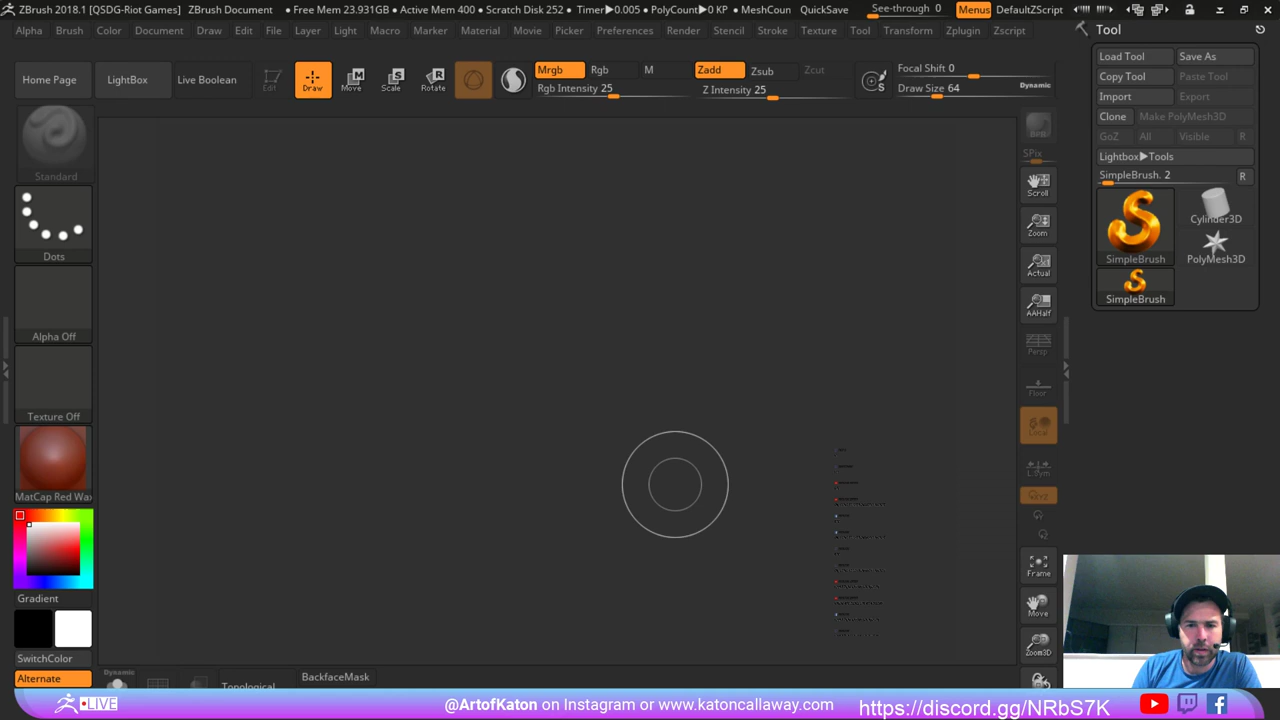 ZBrush 2018.1 [QSDG-Riot Games] ZBrush Document • Free Mem 23.931GB • Active Mem 400 • Scratch Disk 252 • Timer▶0.005 • PolyCount▶0 KP • MeshCoun QuickSave See-through 0 Menus DefaultZScript
Alpha Brush Color Document Draw Edit File Layer Light Macro Marker Material Movie Picker Preferences Render Stencil Stroke Texture Tool Transform Zplugin Zscript
Tool
Load Tool Save As
Copy Tool Paste Tool
Import Export
Clone Make PolyMesh3D
GoZ All Visible R
Lightbox▶Tools
SimpleBrush. 2 R
Cylinder3D
SimpleBrush PolyMesh3D
SimpleBrush
Home Page LightBox Live Boolean
Edit Draw Move Scale Rotate
Mrgb Rgb M
Rgb Intensity 25
Zadd Zsub Zcut
Z Intensity 25
Focal Shift 0
Draw Size 64 Dynamic
Standard
Dots
Alpha Off
Texture Off
MatCap Red Wax
Gradient
SwitchColor
Alternate
BPR
SPix
Scroll
Zoom
Actual
AAHalf
Persp
Floor
Local
L.Sym
Frame
Move
Zoom3D
Dynamic
Topological
BackfaceMask
LIVE
@ArtofKaton on Instagram or www.katoncallaway.com
https://discord.gg/NRbS7K